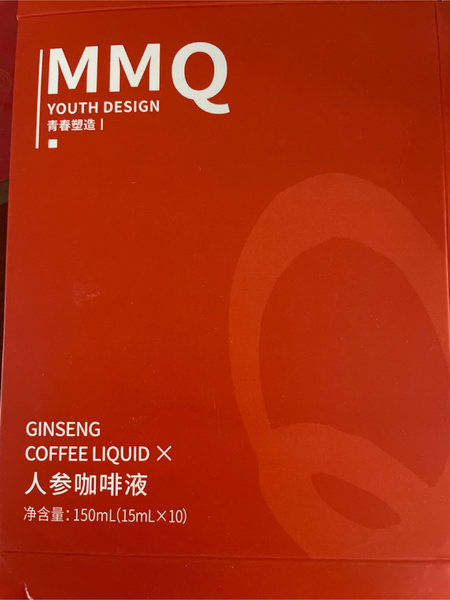 MMQ
YOUTH DESIGN
青春塑造
GINSENG
COFFEE LIQUID ×
人参咖啡液
净含量:150mL(15mL×10)